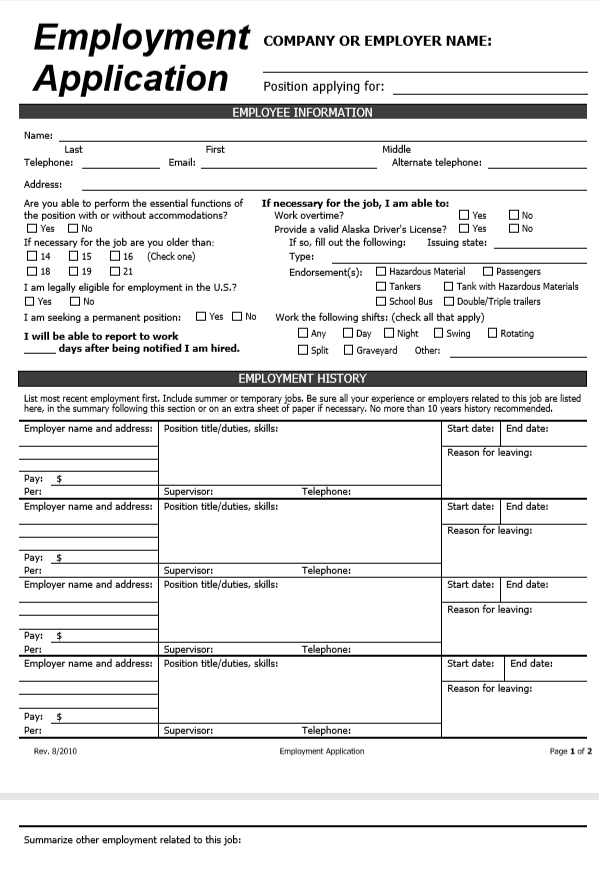 Employment
Application
COMPANY OR EMPLOYER NAME:
Position applying for:
EMPLOYEE INFORMATION
Name:
Last First Middle
Telephone: Email: Alternate telephone:
Address:
Are you able to perform the essential functions of
the position with or without accommodations?
Yes No
If necessary for the job are you older than:
14 15 16 (Check one)
18 19 21
I am legally eligible for employment in the U.S.?
Yes No
I am seeking a permanent position: Yes No
I will be able to report to work
days after being notified I am hired.
If necessary for the job, I am able to:
Work overtime? Yes No
Provide a valid Alaska Driver's License? Yes No
If so, fill out the following: Issuing state:
Type:
Endorsement(s): Hazardous Material Passengers
Tankers Tank with Hazardous Materials
School Bus Double/Triple trailers
Work the following shifts: (check all that apply)
Any Day Night Swing Rotating
Split Graveyard Other:
EMPLOYMENT HISTORY
List most recent employment first. Include summer or temporary jobs. Be sure all your experience or employers related to this job are listed
here, in the summary following this section or on an extra sheet of paper if necessary. No more than 10 years history recommended.
Employer name and address: Position title/duties, skills: Start date: End date:
Reason for leaving:
Pay: $
Per: Supervisor: Telephone:
Employer name and address: Position title/duties, skills: Start date: End date:
Reason for leaving:
Pay: $
Per: Supervisor: Telephone:
Employer name and address: Position title/duties, skills: Start date: End date:
Reason for leaving:
Pay: $
Per: Supervisor: Telephone:
Employer name and address: Position title/duties, skills: Start date: End date:
Reason for leaving:
Pay: $
Per: Supervisor: Telephone:
Rev. 8/2010 Employment Application Page 1 of 2
Summarize other employment related to this job: